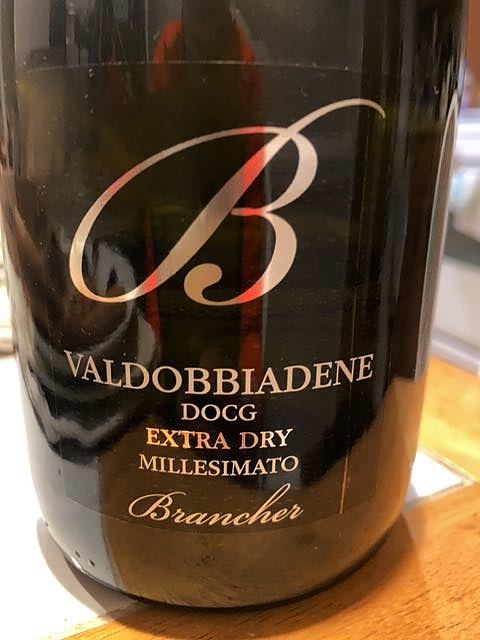 B
VALDOBBIADENE
DOCG
EXTRA DRY
MILLESIMATO
Brancher